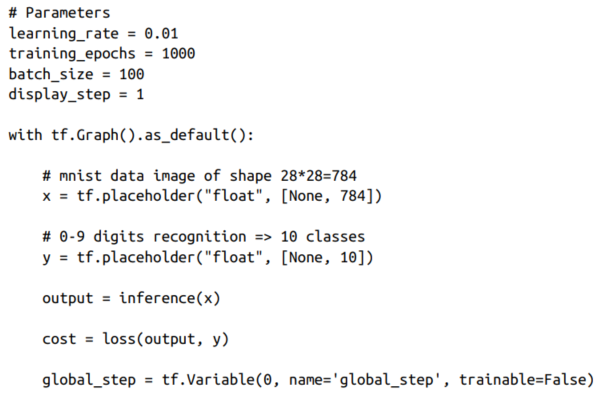 # Parameters
learning_rate = 0.01
training_epochs = 1000
batch_size = 100
display_step = 1
with tf.Graph().as_default():
# mnist data image of shape 28*28=784
x = tf.placeholder("float", [None, 784])
# 0-9 digits recognition => 10 classes
y = tf.placeholder("float", [None, 10])
output = inference(x)
cost = loss(output, y)
global_step = tf.Variable(0, name='global_step', trainable=False)